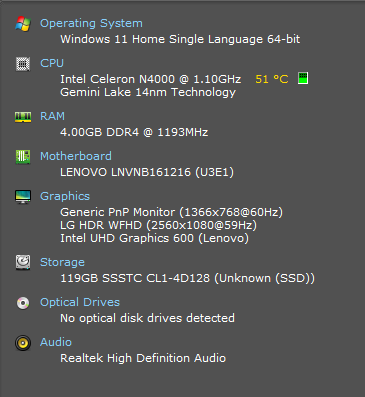 Operating System
Windows 11 Home Single Language 64-bit
CPU
Intel Celeron N4000 @ 1.10GHz 51 °C
Gemini Lake 14nm Technology
RAM
4.00GB DDR4 @ 1193MHz
Motherboard
LENOVO LNVNB161216 (U3E1)
Graphics
Generic PnP Monitor (1366x768@60Hz)
LG HDR WFHD (2560x1080@59Hz)
Intel UHD Graphics 600 (Lenovo)
Storage
119GB SSSTC CL1-4D128 (Unknown (SSD))
Optical Drives
No optical disk drives detected
Audio
Realtek High Definition Audio